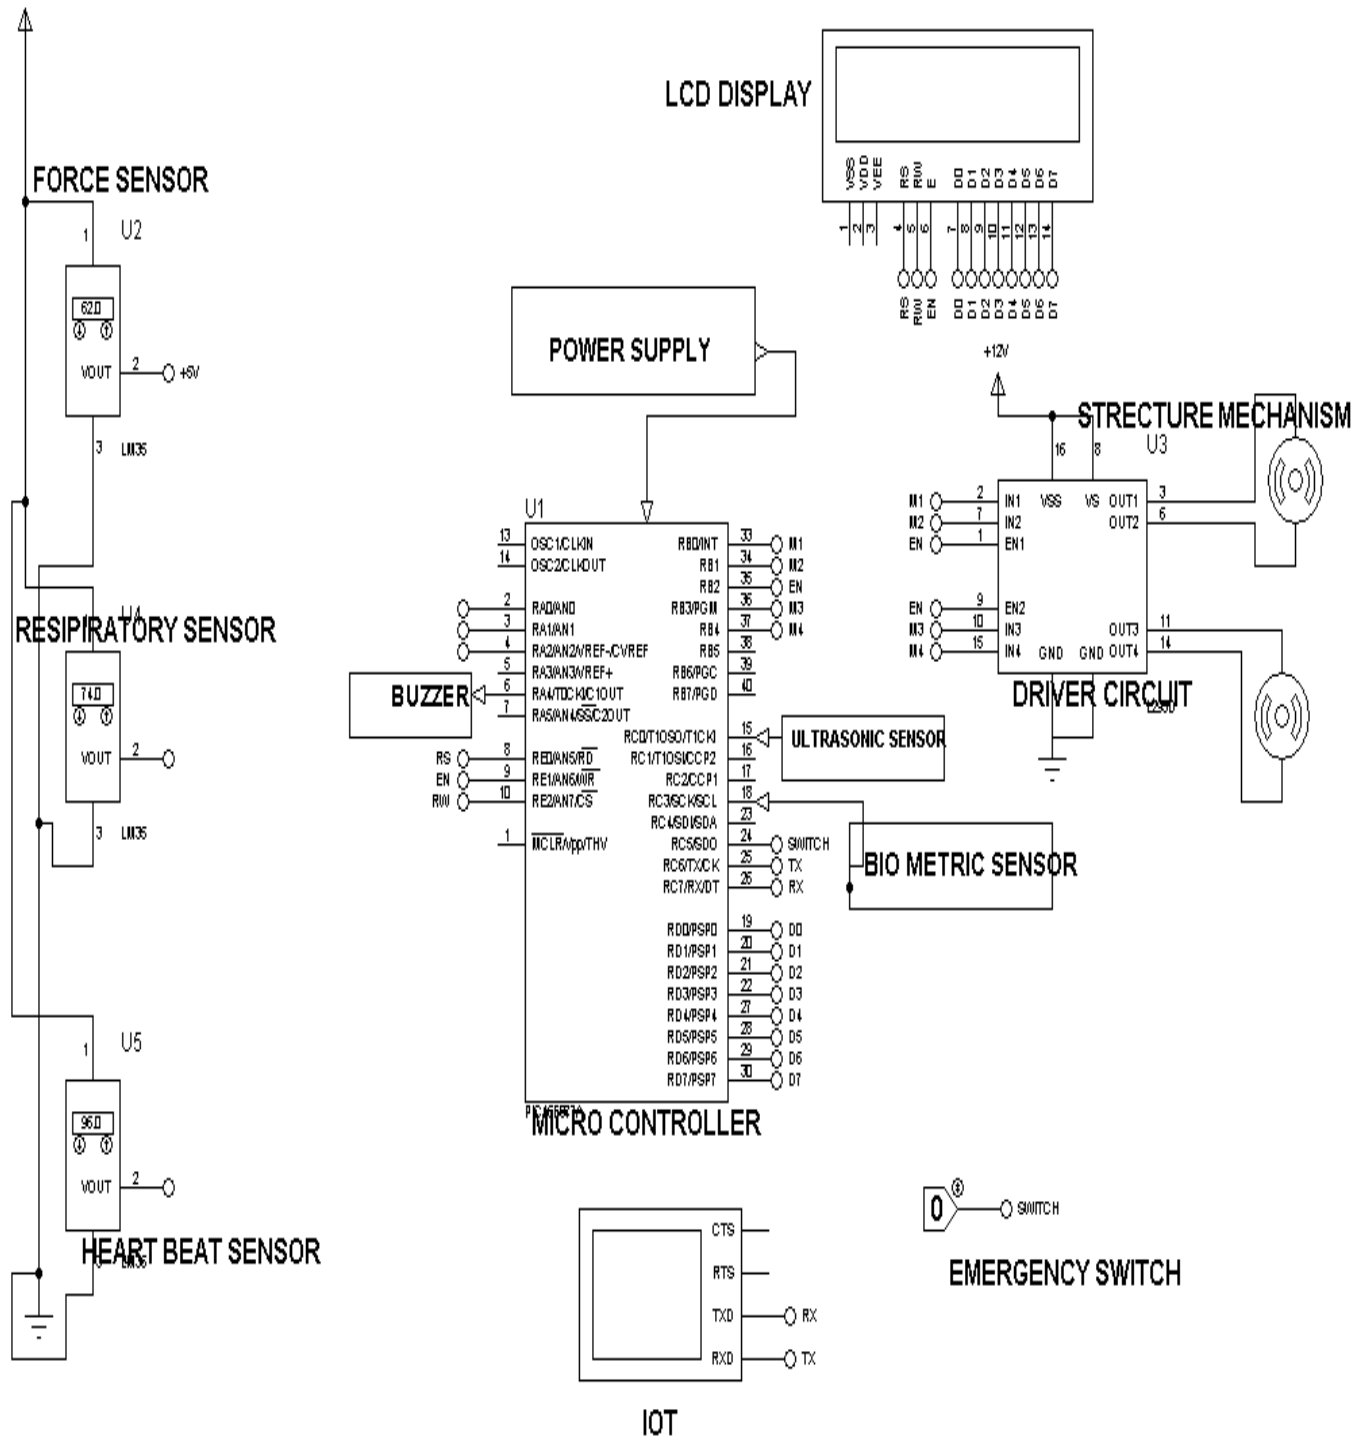 LCD DISPLAY
VSS
VDD
VEE
RS
RW
E
D0
D1
D2
D3
D4
D5
D6
D7
1
2
3
4
5
6
7
8
9
10
11
12
13
14
RS
RW
EN
D0
D1
D2
D3
D4
D5
D6
D7
FORCE SENSOR
U2
1
62.0
VOUT
2
+5V
3
LM35
RESIPIRATORY SENSOR
U4
74.0
VOUT
2
3
LM35
U5
1
96.0
VOUT
2
HEART BEAT SENSOR
POWER SUPPLY
+12V
STRECTURE MECHANISM
U3
16
8
M1
2
IN1
VSS
VS
OUT1
3
M2
7
IN2
OUT2
6
EN
1
EN1
EN
9
EN2
M3
10
IN3
OUT3
11
M4
15
IN4
GND
GND
OUT4
14
DRIVER CIRCUIT
U1
13
OSC1/CLKIN
RB0/INT
33
M1
14
OSC2/CLKOUT
RB1
34
M2
RB2
35
EN
2
RA0/AN0
RB3/PGM
36
M3
3
RA1/AN1
RB4
37
M4
4
RA2/AN2/VREF-/CVREF
RB5
38
5
RA3/AN3/VREF+
RB6/PGC
39
BUZZER
6
RA4/T0CKI/C1OUT
RB7/PGD
40
7
RA5/AN4/SS/C2OUT
RC0/T1OSO/T1CKI
15
ULTRASONIC SENSOR
RS
8
RE0/AN5/RD
RC1/T1OSI/CCP2
16
EN
9
RE1/AN6/WR
RC2/CCP1
17
RW
10
RE2/AN7/CS
RC3/SCK/SCL
18
RC4/SDI/SDA
23
1
MCLR/Vpp/THV
RC5/SDO
24
SWITCH
RC6/TX/CK
25
TX
RC7/RX/DT
26
RX
BIO METRIC SENSOR
RD0/PSP0
19
D0
RD1/PSP1
20
D1
RD2/PSP2
21
D2
RD3/PSP3
22
D3
RD4/PSP4
27
D4
RD5/PSP5
28
D5
RD6/PSP6
29
D6
RD7/PSP7
30
D7
MICRO CONTROLLER
0
SWITCH
EMERGENCY SWITCH
CTS
RTS
TXD
RX
RXD
TX
IOT